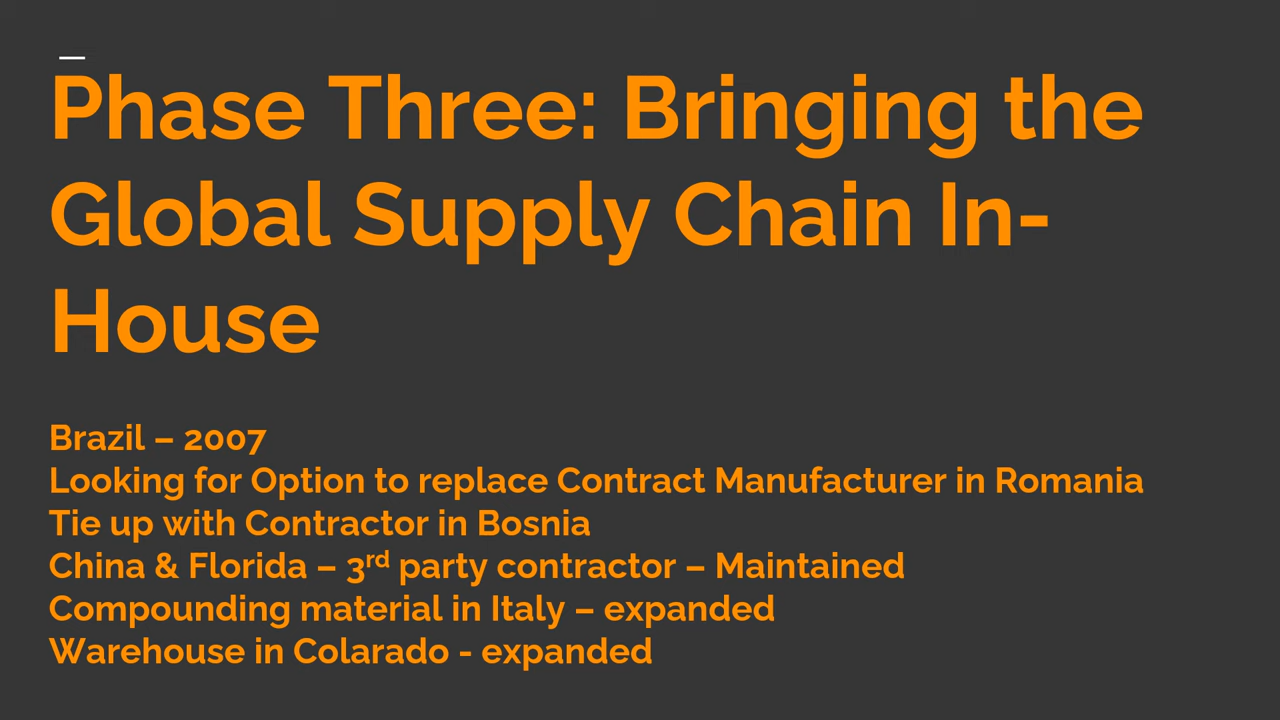 Phase Three: Bringing the
Global Supply Chain In-
House
Brazil – 2007
Looking for Option to replace Contract Manufacturer in Romania
Tie up with Contractor in Bosnia
China & Florida – 3rd party contractor – Maintained
Compounding material in Italy – expanded
Warehouse in Colarado - expanded